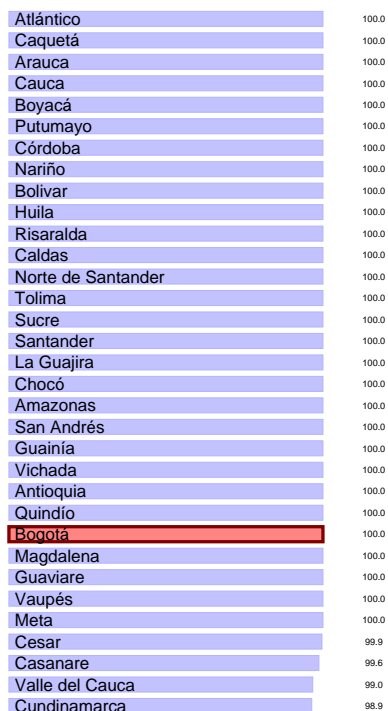 Atlántico 100.0
Caquetá 100.0
Arauca 100.0
Cauca 100.0
Boyacá 100.0
Putumayo 100.0
Córdoba 100.0
Nariño 100.0
Bolivar 100.0
Huila 100.0
Risaralda 100.0
Caldas 100.0
Norte de Santander 100.0
Tolima 100.0
Sucre 100.0
Santander 100.0
La Guajira 100.0
Chocó 100.0
Amazonas 100.0
San Andrés 100.0
Guainía 100.0
Vichada 100.0
Antioquia 100.0
Quindío 100.0
Bogotá 100.0
Magdalena 100.0
Guaviare 100.0
Vaupés 100.0
Meta 100.0
Cesar 99.9
Casanare 99.6
Valle del Cauca 99.0
Cundinamarca 98.9